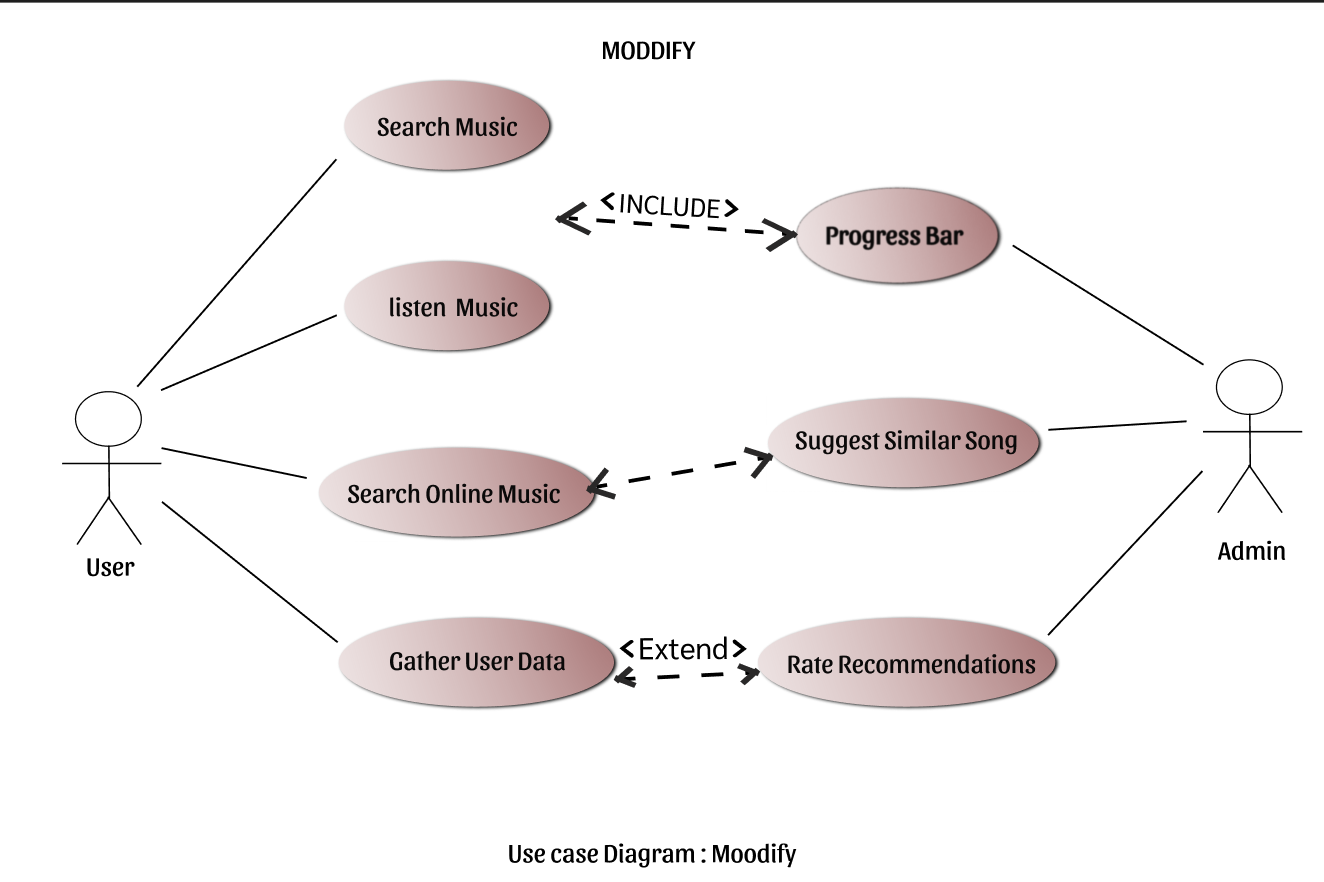 MODDIFY
Search Music
<INCLUDE>
Progress Bar
listen Music
Suggest Similar Song
Search Online Music
User
Admin
<Extend>
Gather User Data
Rate Recommendations
Use case Diagram : Moodify